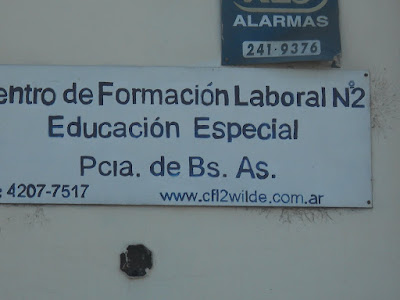 ALARMAS
241-9376
entro de Formación Laboral Nº2
Educación Especial
Pcia. de Bs. As.
4207-7517
www.cfl2wilde.com.ar